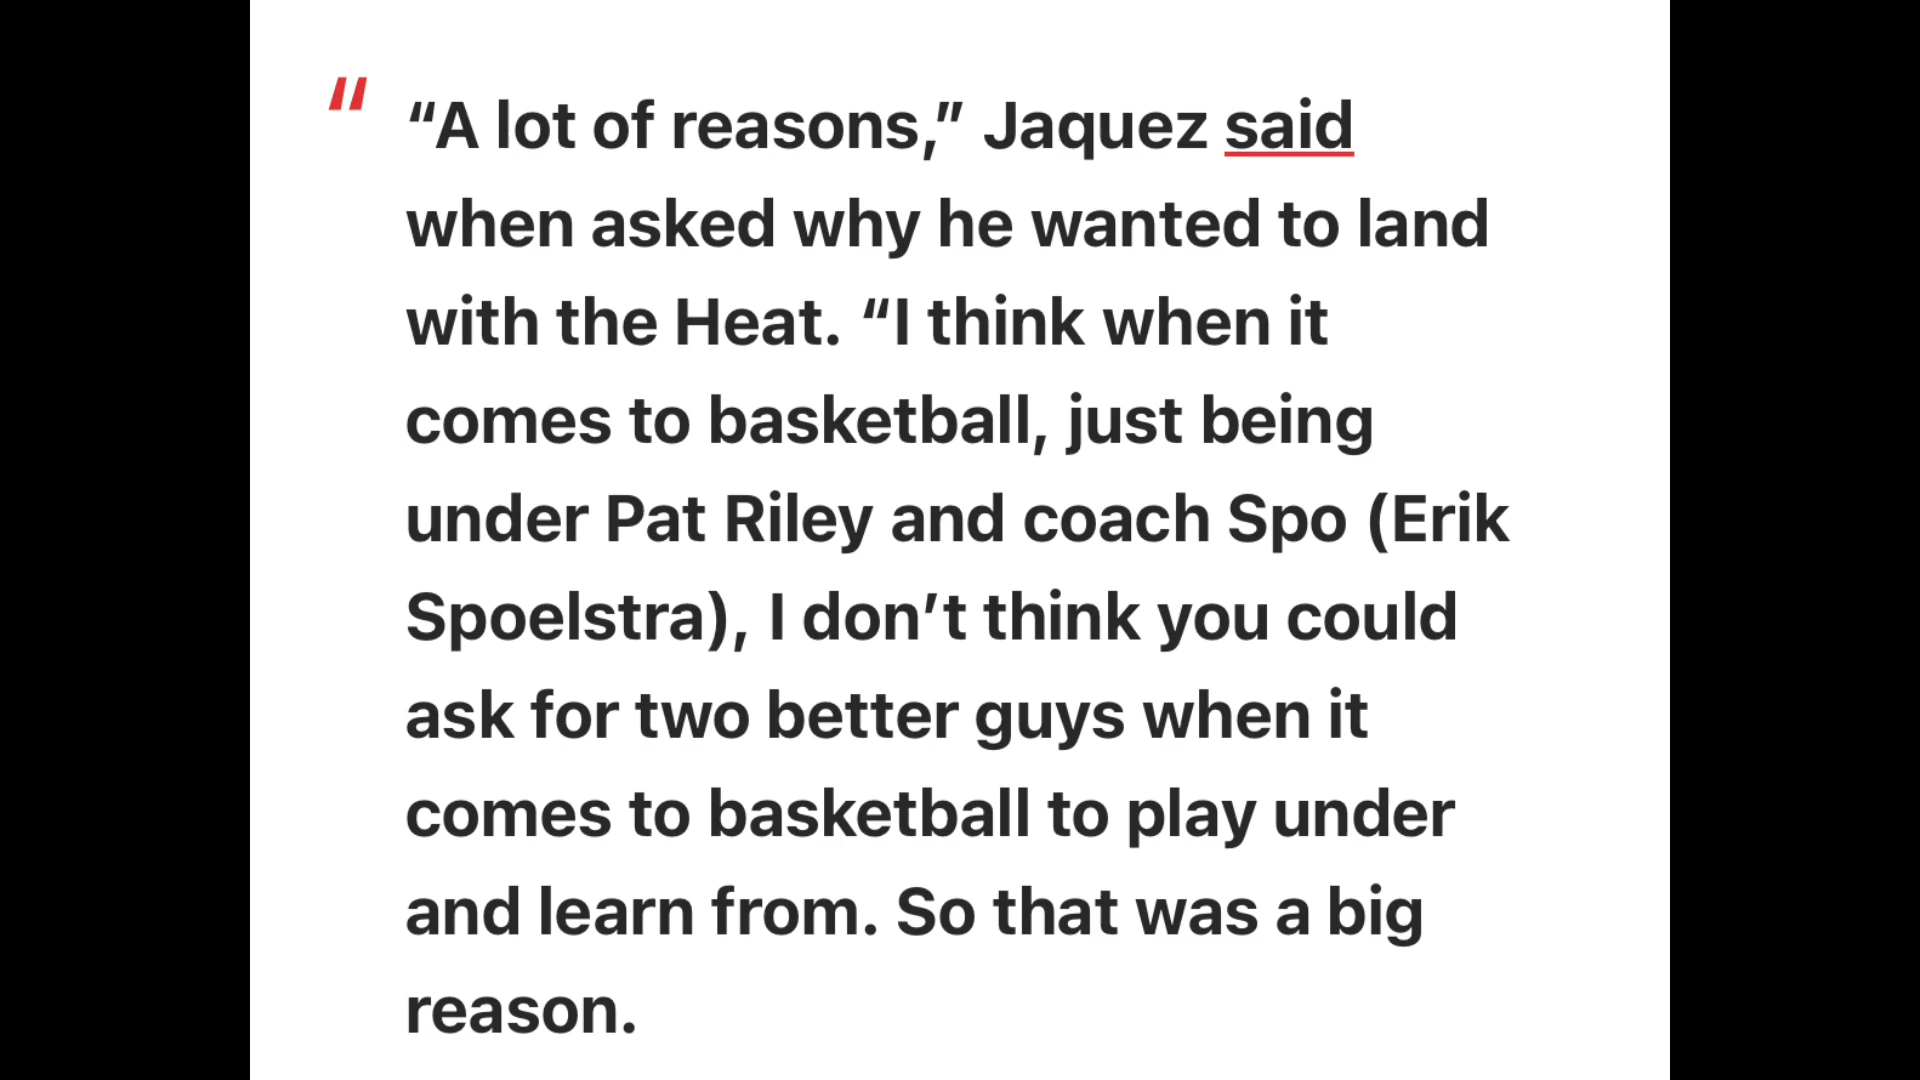 “
“A lot of reasons,” Jaquez said
when asked why he wanted to land
with the Heat. “I think when it
comes to basketball, just being
under Pat Riley and coach Spo (Erik
Spoelstra), I don’t think you could
ask for two better guys when it
comes to basketball to play under
and learn from. So that was a big
reason.